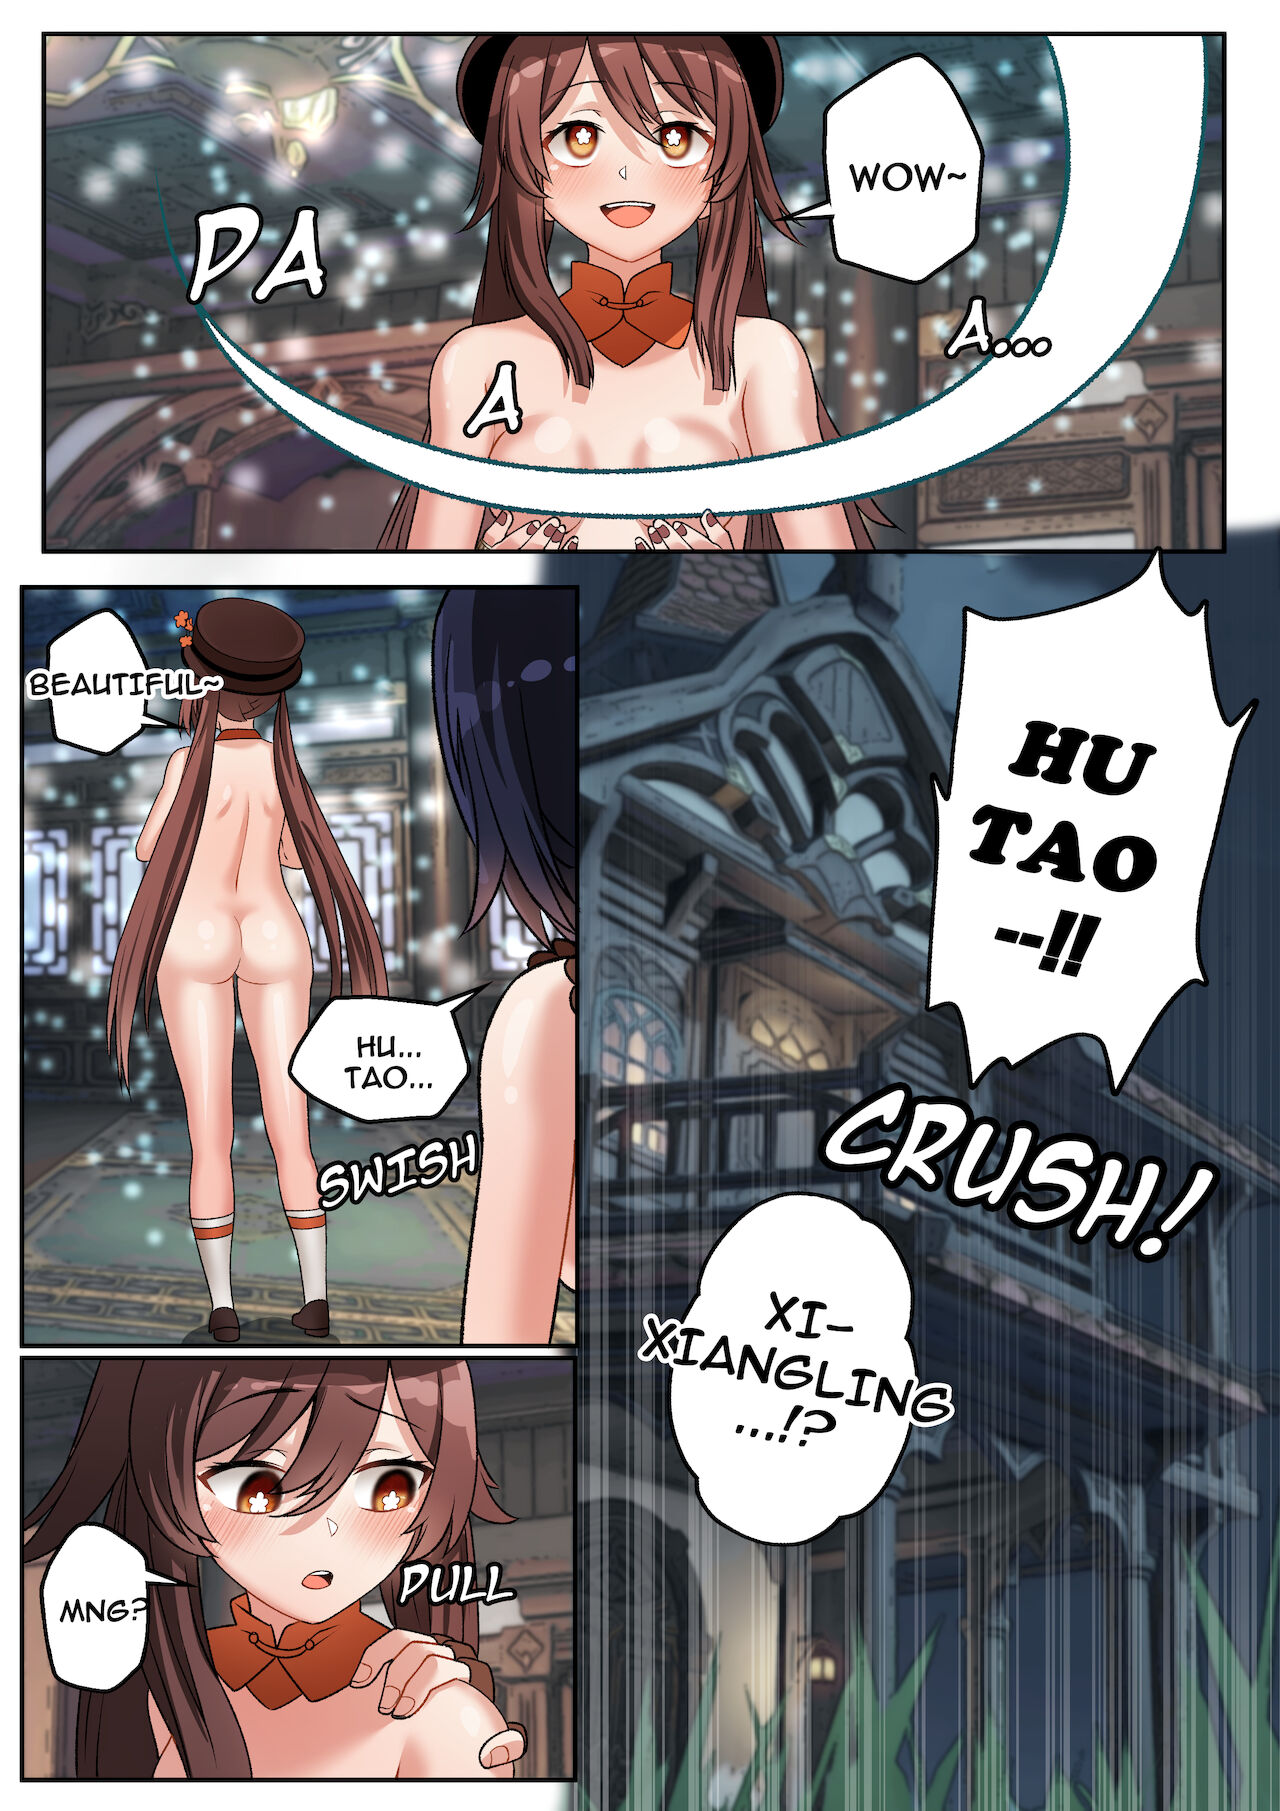 WOW~
PA
A
A...
BEAUTIFUL~
HU...
TAO...
SWISH
MNG?
PULL
HU
TAO
--!!
CRUSH!
XI-
XIANGLING
...!?